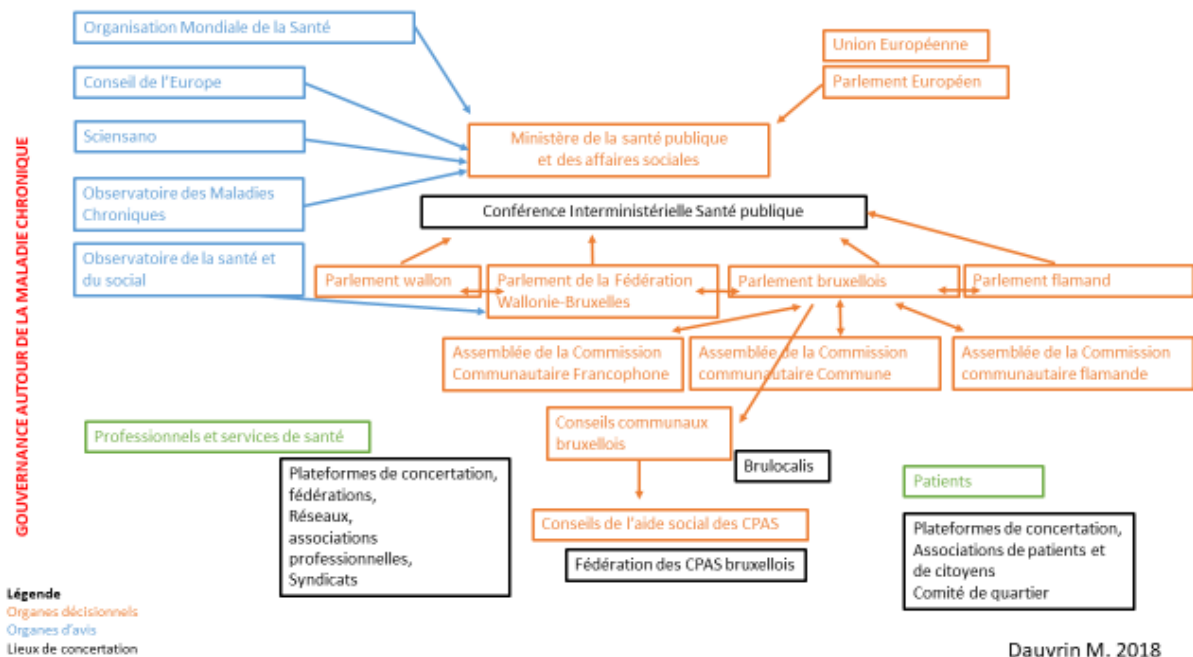 GOUVERNANCE AUTOUR DE LA MALADIE CHRONIQUE
Organisation Mondiale de la Santé
Union Européenne
Conseil de l'Europe
Parlement Européen
Sciensano
Ministère de la santé publique
et des affaires sociales
Observatoire des Maladies
Chroniques
Conférence Interministérielle Santé publique
Observatoire de la santé et
du social
Parlement wallon
Parlement de la Fédération
Wallonie-Bruxelles
Parlement bruxellois
Parlement flamand
Assemblée de la Commission
Communautaire Francophone
Assemblée de la Commission
communautaire Commune
Assemblée de la Commission
communautaire flamande
Professionnels et services de santé
Conseils communaux
bruxellois
Brulocalis
Patients
Plateformes de concertation,
fédérations,
Réseaux,
associations
professionnelles,
Syndicats
Conseils de l'aide social des CPAS
Fédération des CPAS bruxellois
Plateformes de concertation,
Associations de patients et
de citoyens
Comité de quartier
Légende
Organes décisionnels
Organes d'avis
Lieux de concertation
Dauvrin M. 2018